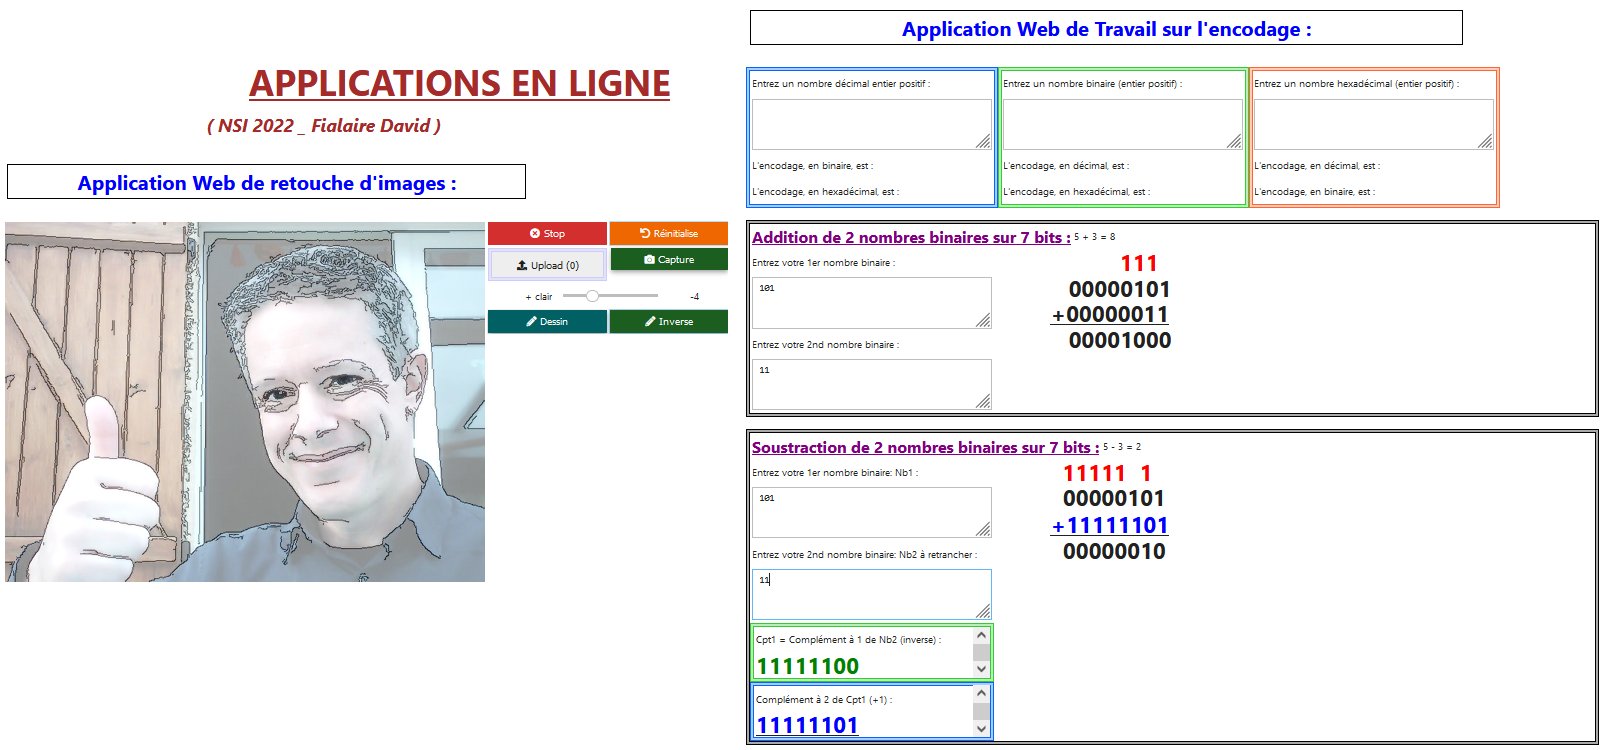 APPLICATIONS EN LIGNE
( NSI 2022 _ Fialaire David )
Application Web de retouche d'images :
Stop
Réinitialise
Upload (0)
Capture
+ clair
-4
Dessin
Inverse
Application Web de Travail sur l'encodage :
Entrez un nombre décimal entier positif :
L'encodage, en binaire, est :
L'encodage, en hexadécimal, est :
Entrez un nombre binaire (entier positif) :
L'encodage, en décimal, est :
L'encodage, en hexadécimal, est :
Entrez un nombre hexadécimal (entier positif) :
L'encodage, en décimal, est :
L'encodage, en binaire, est :
Addition de 2 nombres binaires sur 7 bits : 5 + 3 = 8
Entrez votre 1er nombre binaire :
101
Entrez votre 2nd nombre binaire :
11
111
00000101
+00000011
00001000
Soustraction de 2 nombres binaires sur 7 bits : 5 - 3 = 2
Entrez votre 1er nombre binaire: Nb1 :
101
Entrez votre 2nd nombre binaire: Nb2 à retrancher :
11
11111 1
00000101
+11111101
00000010
Cpt1 = Complément à 1 de Nb2 (inverse) :
11111100
Complément à 2 de Cpt1 (+1) :
11111101